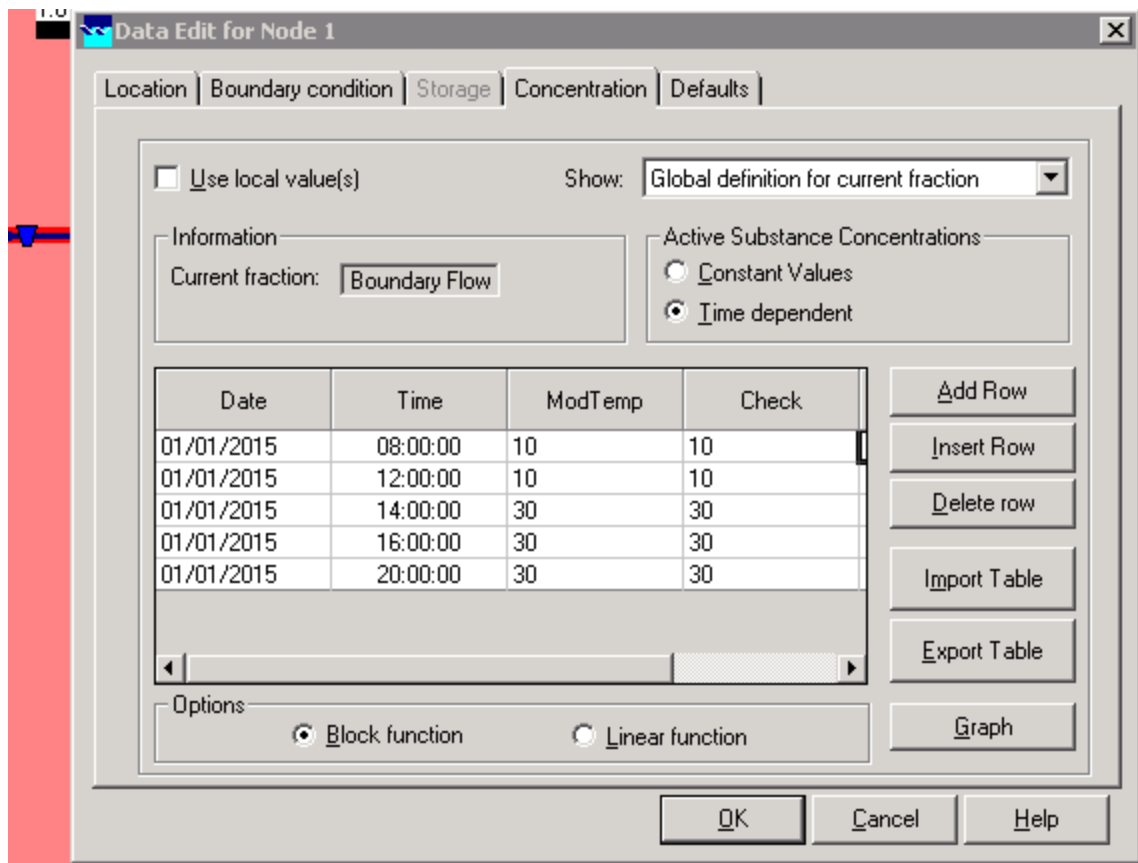 1.0
Data Edit for Node 1
Location Boundary condition Storage Concentration Defaults
Use local value(s) Show: Global definition for current fraction
Information Active Substance Concentrations
Current fraction: Boundary Flow Constant Values
Time dependent
Date Time ModTemp Check Add Row
01/01/2015 08:00:00 10 10 Insert Row
01/01/2015 12:00:00 10 10
01/01/2015 14:00:00 30 30 Delete row
01/01/2015 16:00:00 30 30
01/01/2015 20:00:00 30 30 Import Table
Export Table
Options
Block function Linear function Graph
OK Cancel Help